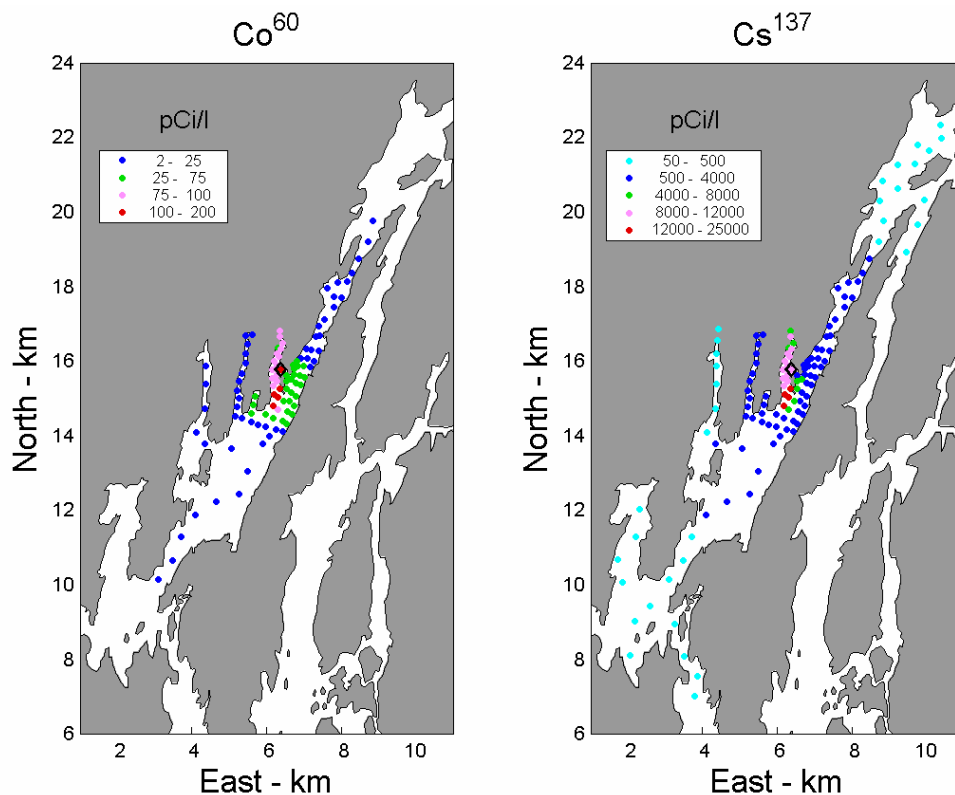 Co60
pCi/l
2 - 25
25 - 75
75 - 100
100 - 200
North - km
24
22
20
18
16
14
12
10
8
6
2
4
6
8
10
East - km
Cs137
pCi/l
50 - 500
500 - 4000
4000 - 8000
8000 - 12000
12000 - 25000
North - km
24
22
20
18
16
14
12
10
8
6
2
4
6
8
10
East - km